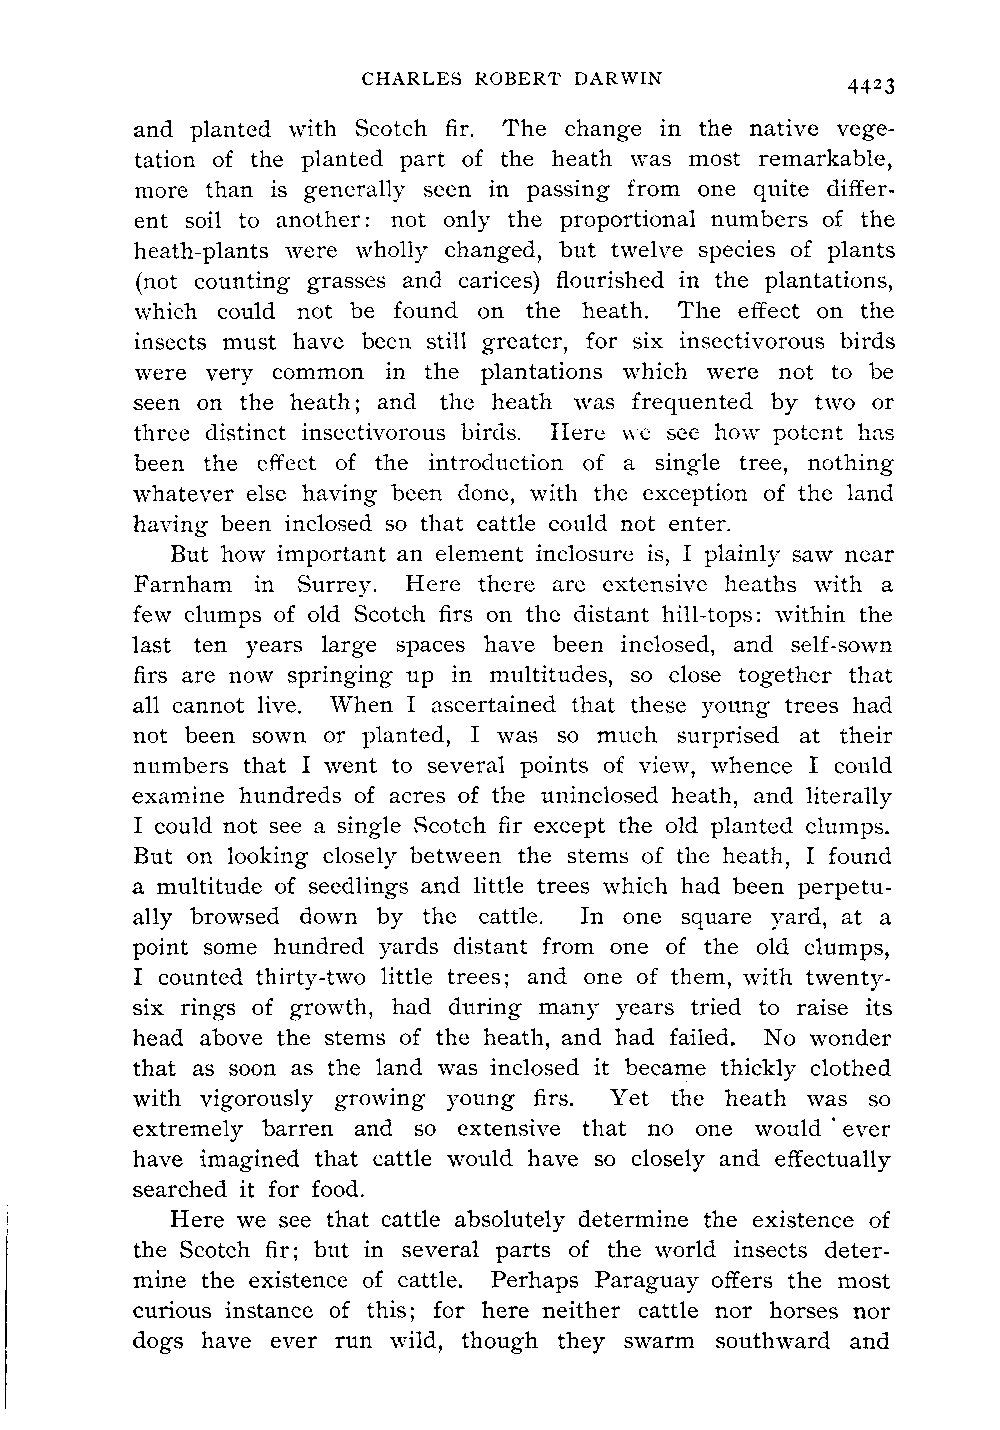 CHARLES ROBERT DARWIN 4423
and planted with Scotch fir. The change in the native vege-
tation of the planted part of the heath was most remarkable,
more than is generally seen in passing from one quite differ-
ent soil to another: not only the proportional numbers of the
heath-plants were wholly changed, but twelve species of plants
(not counting grasses and carices) flourished in the plantations,
which could not be found on the heath. The effect on the
insects must have been still greater, for six insectivorous birds
were very common in the plantations which were not to be
seen on the heath; and the heath was frequented by two or
three distinct insectivorous birds. Here we see how potent has
been the effect of the introduction of a single tree, nothing
whatever else having been done, with the exception of the land
having been inclosed so that cattle could not enter.
But how important an element inclosure is, I plainly saw near
Farnham in Surrey. Here there are extensive heaths with a
few clumps of old Scotch firs on the distant hill-tops: within the
last ten years large spaces have been inclosed, and self-sown
firs are now springing up in multitudes, so close together that
all cannot live. When I ascertained that these young trees had
not been sown or planted, I was so much surprised at their
numbers that I went to several points of view, whence I could
examine hundreds of acres of the uninclosed heath, and literally
I could not see a single Scotch fir except the old planted clumps.
But on looking closely between the stems of the heath, I found
a multitude of seedlings and little trees which had been perpetu-
ally browsed down by the cattle. In one square yard, at a
point some hundred yards distant from one of the old clumps,
I counted thirty-two little trees; and one of them, with twenty-
six rings of growth, had during many years tried to raise its
head above the stems of the heath, and had failed. No wonder
that as soon as the land was inclosed it became thickly clothed
with vigorously growing young firs. Yet the heath was so
extremely barren and so extensive that no one would ever
have imagined that cattle would have so closely and effectually
searched it for food.
Here we see that cattle absolutely determine the existence of
the Scotch fir; but in several parts of the world insects deter-
mine the existence of cattle. Perhaps Paraguay offers the most
curious instance of this; for here neither cattle nor horses nor
dogs have ever run wild, though they swarm southward and